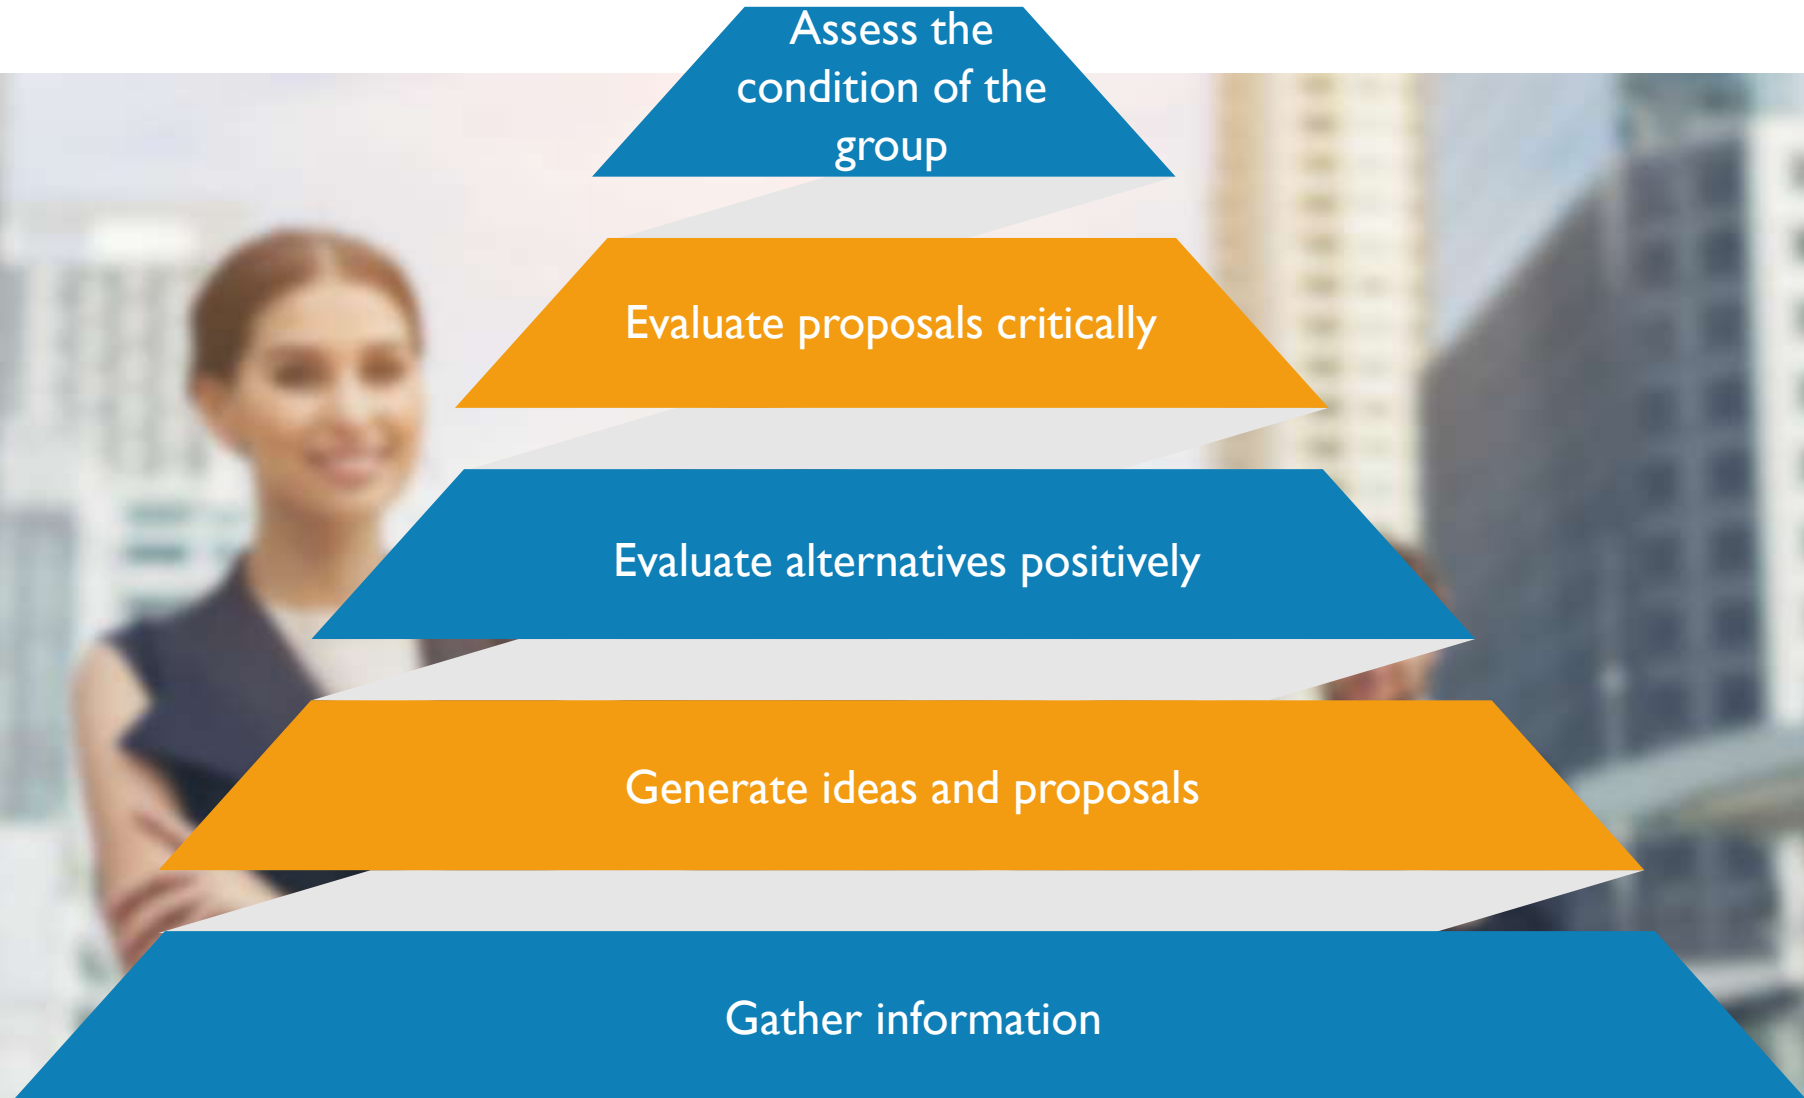 Assess the
condition of the
group
Evaluate proposals critically
Evaluate alternatives positively
Generate ideas and proposals
Gather information